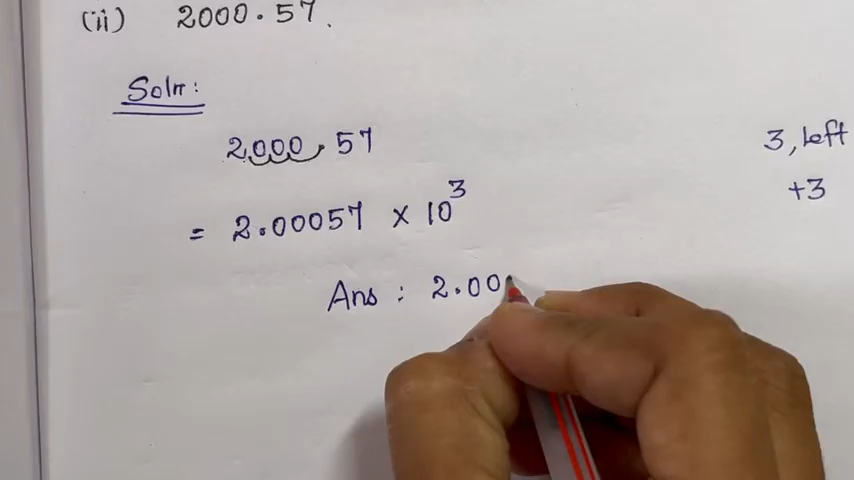 (ii) 2000.57.
Soln:
2000.57
3, left
+3
= 2.00057 × 10³
Ans : 2.00